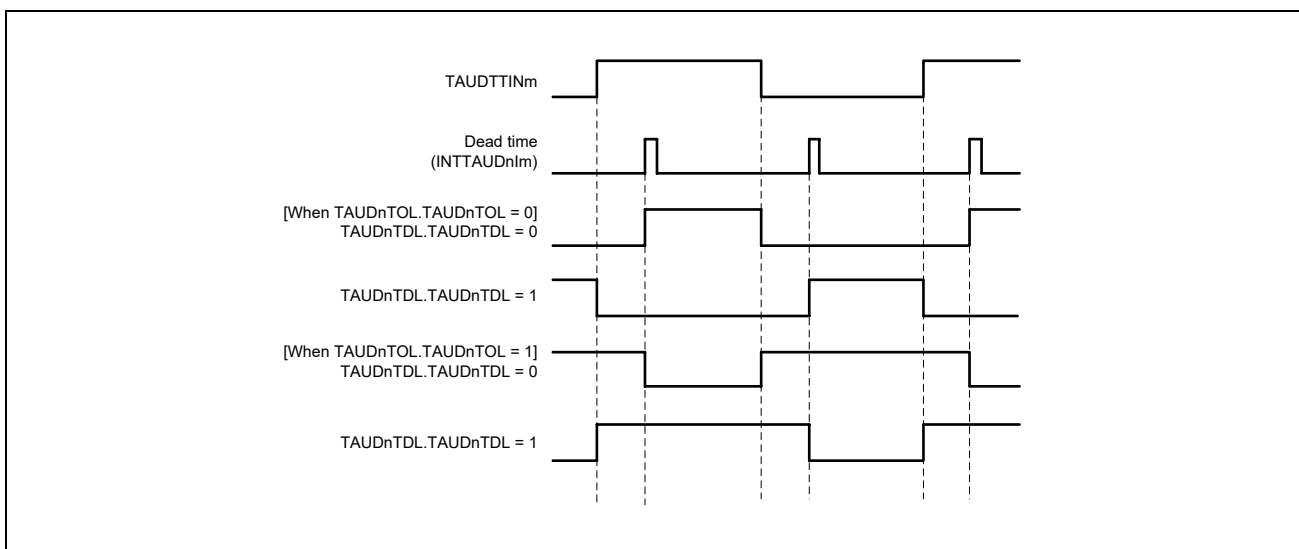 TAUDTTINm
Dead time
(INTTAUDnIm)
[When TAUDnTOL.TAUDnTOL = 0]
TAUDnTDL.TAUDnTDL = 0
TAUDnTDL.TAUDnTDL = 1
[When TAUDnTOL.TAUDnTOL = 1]
TAUDnTDL.TAUDnTDL = 0
TAUDnTDL.TAUDnTDL = 1